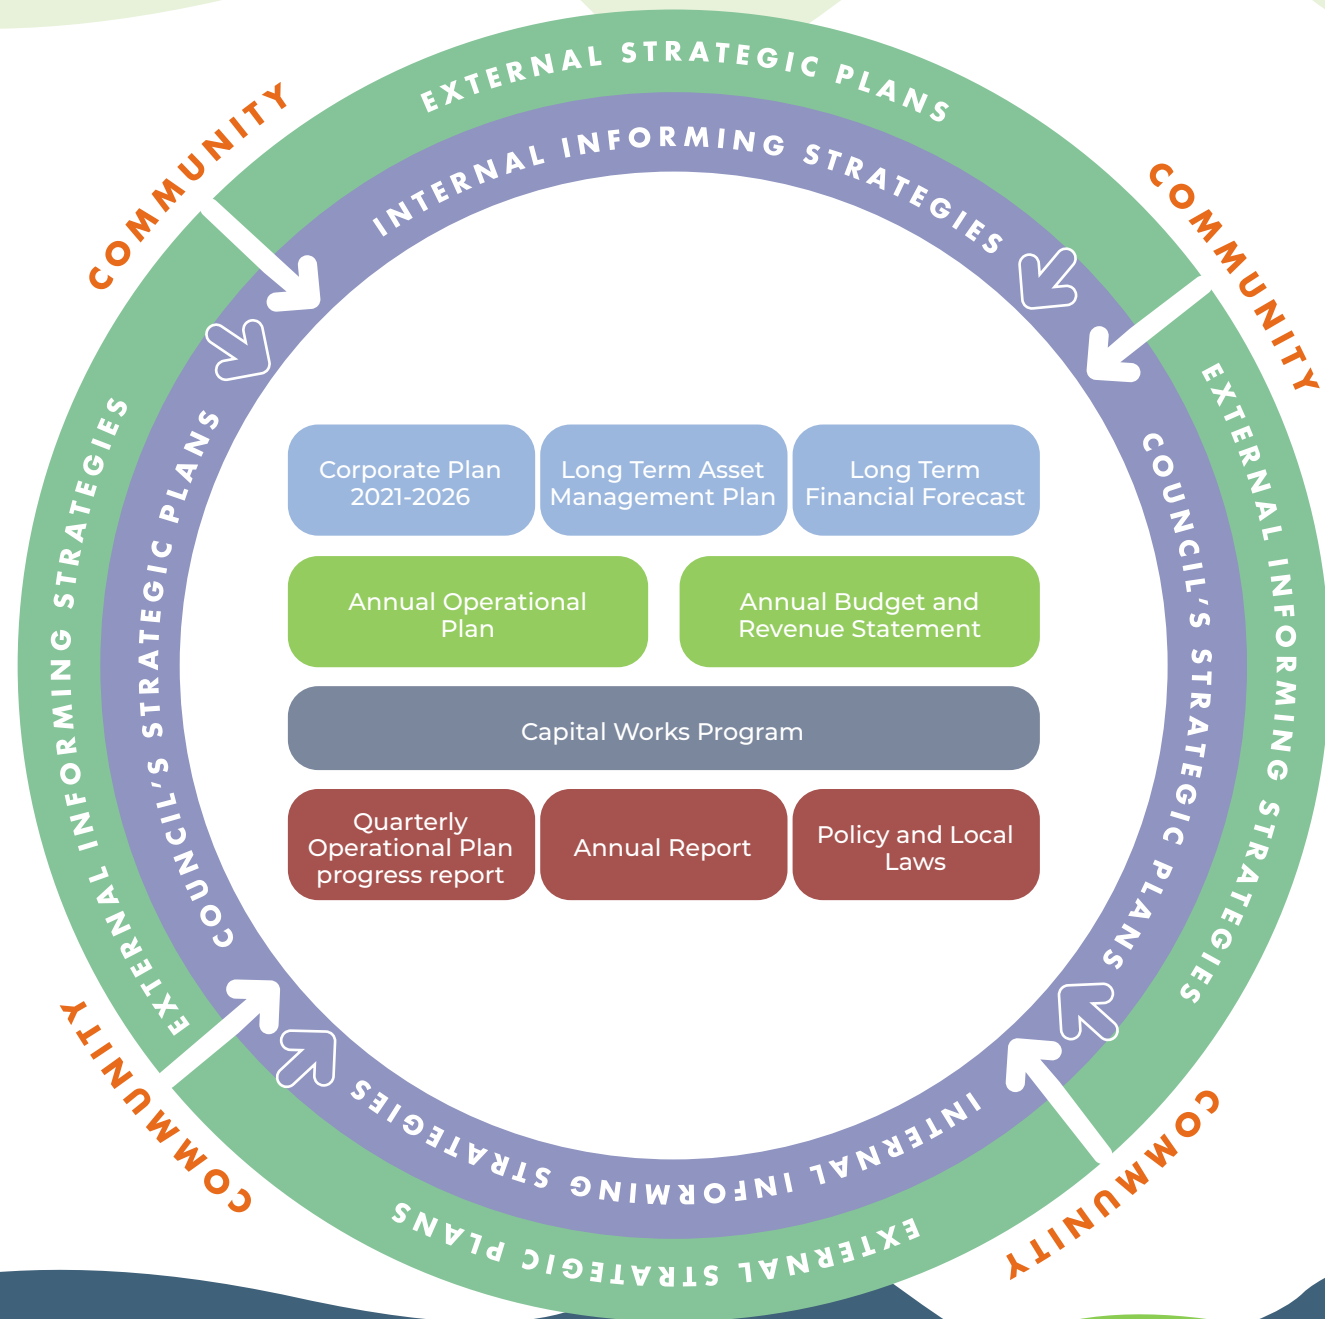 EXTERNAL STRATEGIC PLANS
INTERNAL INFORMING STRATEGIES
COMMUNITY
COMMUNITY
EXTERNAL INFORMING STRATEGIES
COUNCIL'S STRATEGIC PLANS
COUNCIL'S STRATEGIC PLANS
EXTERNAL INFORMING STRATEGIES
Corporate Plan
2021-2026
Long Term Asset
Management Plan
Long Term
Financial Forecast
Annual Operational
Plan
Annual Budget and
Revenue Statement
Capital Works Program
Quarterly
Operational Plan
progress report
Annual Report
Policy and Local
Laws
COMMUNITY
COMMUNITY
INTERNAL INFORMING STRATEGIES
EXTERNAL STRATEGIC PLANS